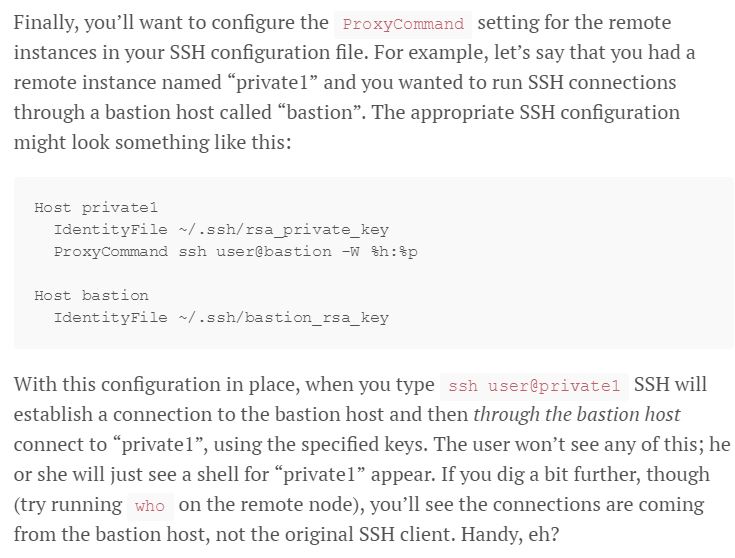 Finally, you’ll want to configure the ProxyCommand setting for the remote
instances in your SSH configuration file. For example, let’s say that you had a
remote instance named “private1” and you wanted to run SSH connections
through a bastion host called “bastion”. The appropriate SSH configuration
might look something like this:
Host private1
  IdentityFile ~/.ssh/rsa_private_key
  ProxyCommand ssh user@bastion -W %h:%p
Host bastion
  IdentityFile ~/.ssh/bastion_rsa_key
With this configuration in place, when you type ssh user@private1 SSH will
establish a connection to the bastion host and then through the bastion host
connect to “private1”, using the specified keys. The user won’t see any of this; he
or she will just see a shell for “private1” appear. If you dig a bit further, though
(try running who on the remote node), you’ll see the connections are coming
from the bastion host, not the original SSH client. Handy, eh?